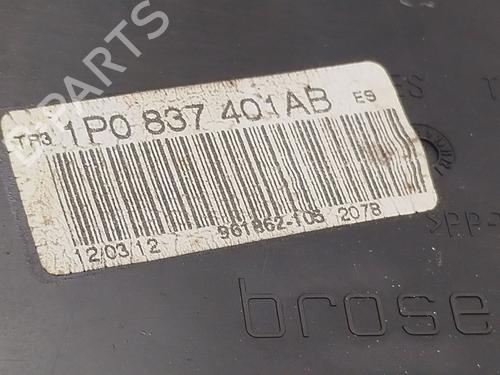 B-PARTS
TR3 1P0 837 401AB ES
12/03/12 961862-105 2078
brose